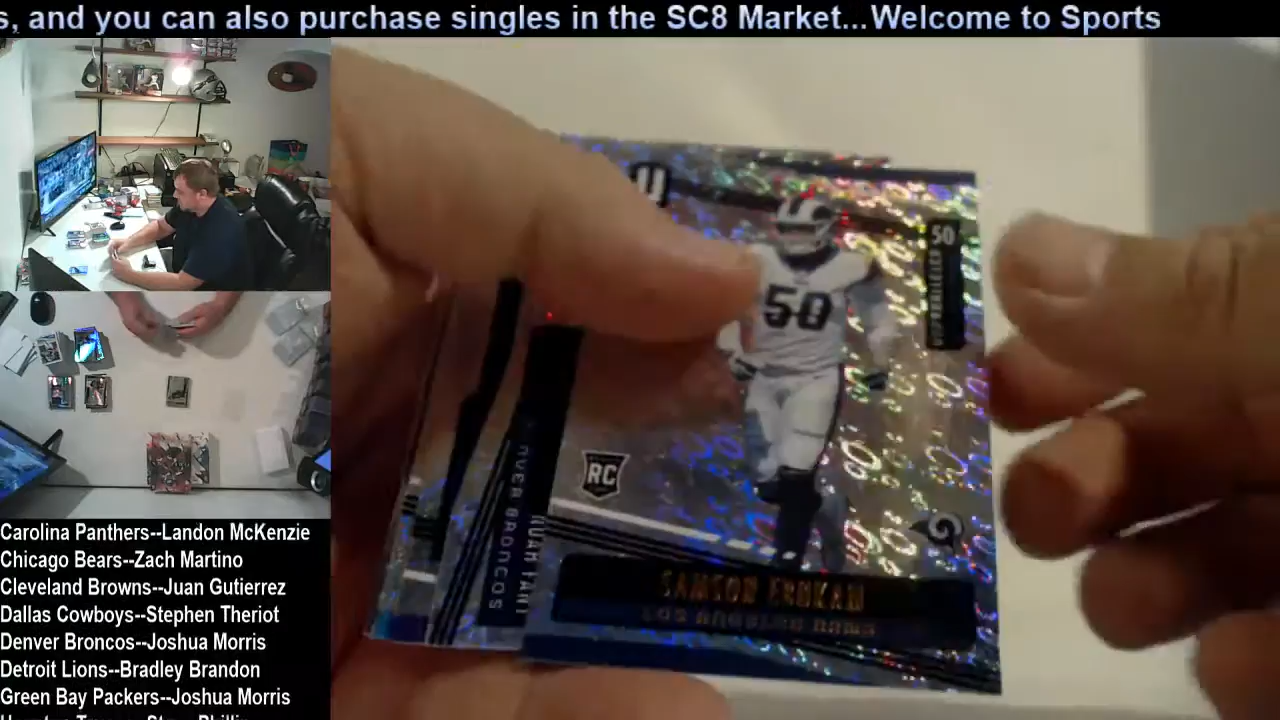 s, and you can also purchase singles in the SC8 Market...Welcome to Sports
U
50
50
RC
SAMSON EBUKAM
LOS ANGELES RAMS
NOAH FANT
Carolina Panthers--Landon McKenzie
Chicago Bears--Zach Martino
Cleveland Browns--Juan Gutierrez
Dallas Cowboys--Stephen Theriot
Denver Broncos--Joshua Morris
Detroit Lions--Bradley Brandon
Green Bay Packers--Joshua Morris